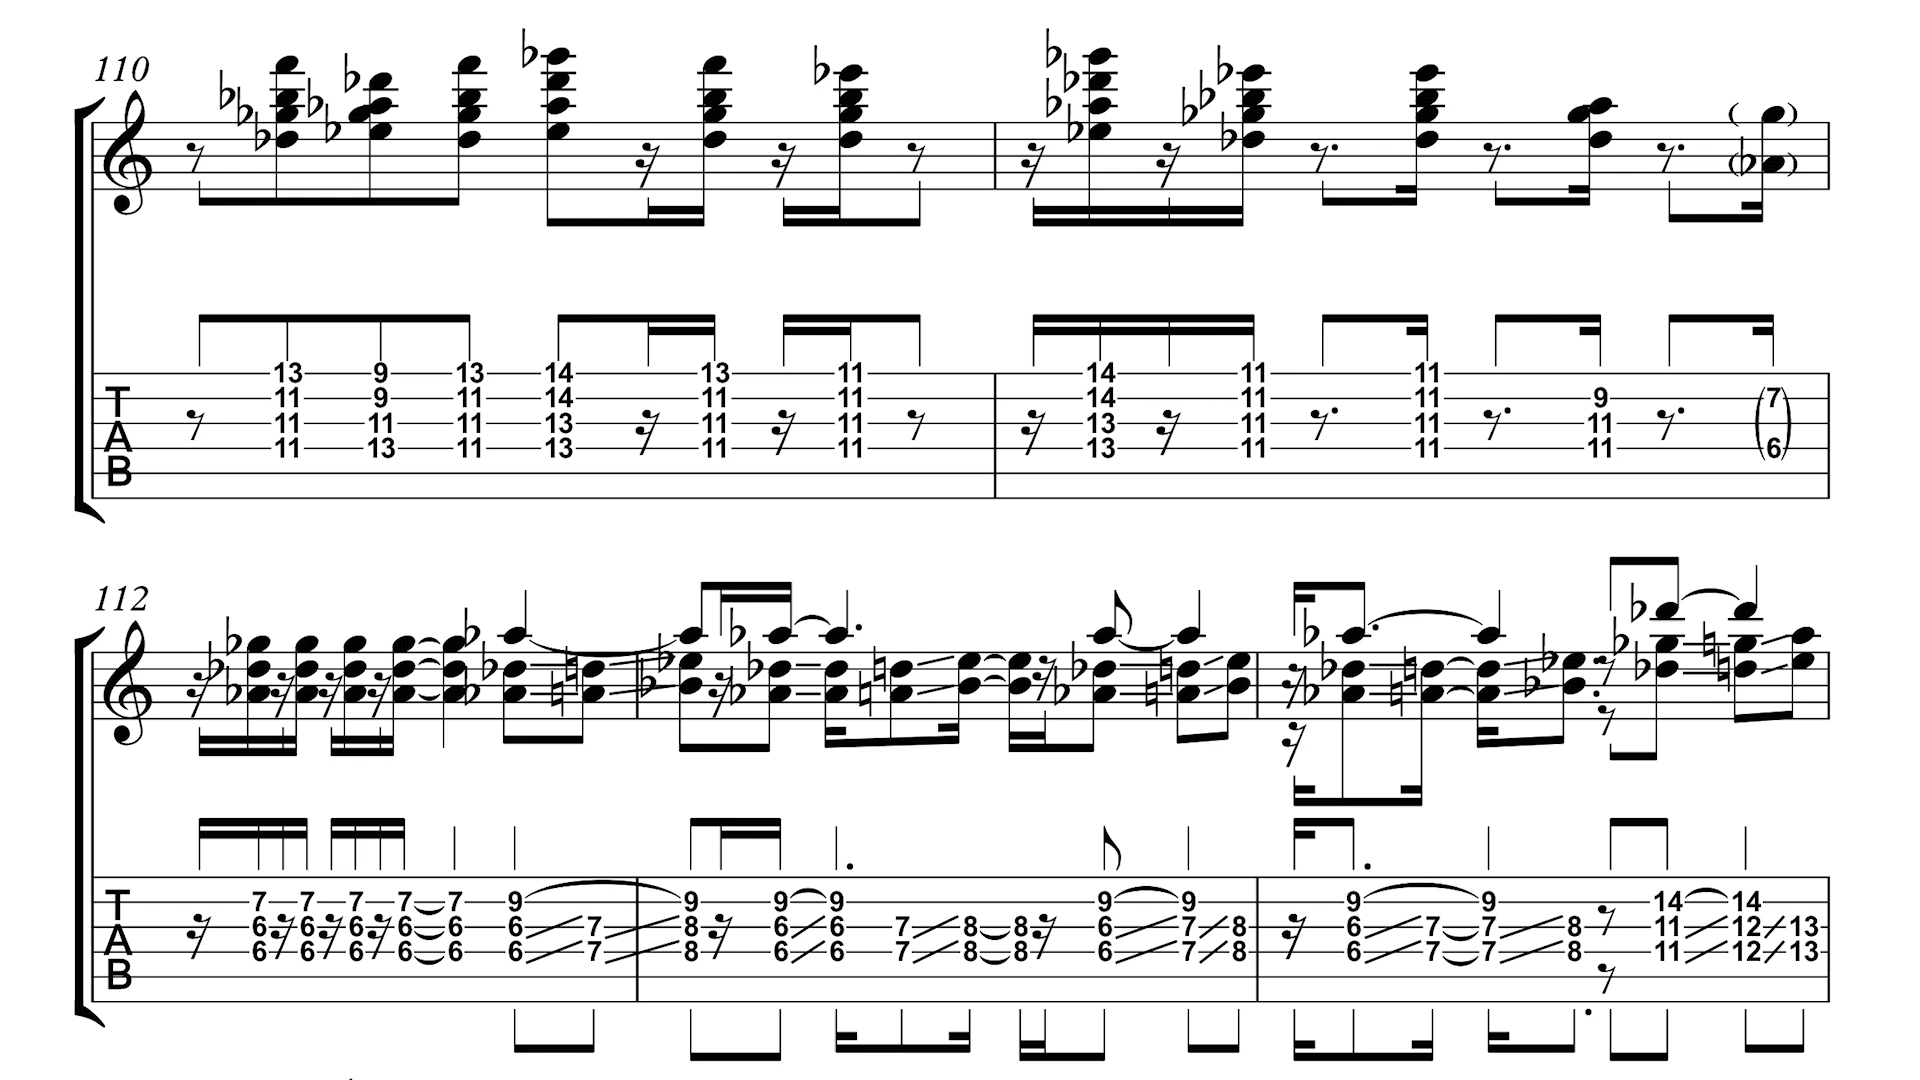 110
13 9 13 14 13 11 14 11 11
T 11 9 11 14 11 11 14 11 11 9 (7)
A 11 11 11 13 11 11 13 11 11 11
11 13 11 13 11 11 13 11 11 11 (6)
B
112
T 7 7 7 7 7 9 9 9 9 9 9 9 9 14 14
A 6 6 6 6 6 6 7 8 6 6 7 8 8 6 7 8 6 7 7 8 11 12 13
6 6 6 6 6 6 7 8 6 6 7 8 8 6 7 8 6 7 7 8 11 12 13
B